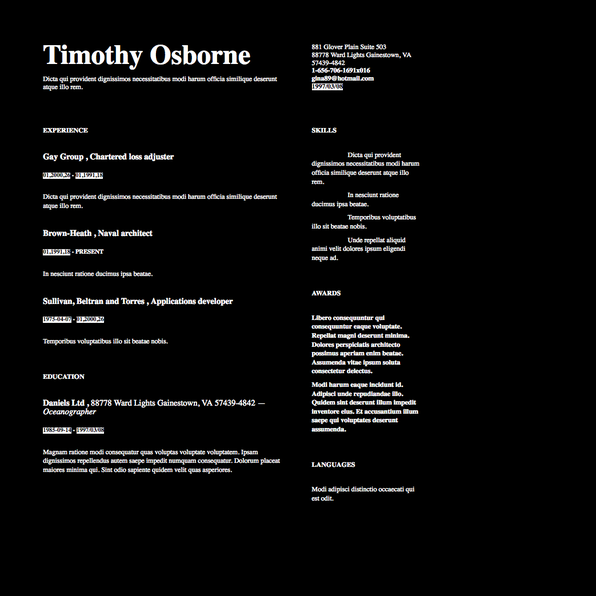 Timothy Osborne
Dicta qui provident dignissimos necessitatibus modi harum officia similique deserunt
atque illo rem.
EXPERIENCE
Gay Group , Chartered loss adjuster
01.2000.26 - 01.1991.18
Dicta qui provident dignissimos necessitatibus modi harum officia similique deserunt
atque illo rem.
Brown-Heath , Naval architect
01.1991.18 - PRESENT
In nesciunt ratione ducimus ipsa beatae.
Sullivan, Beltran and Torres , Applications developer
1975-04-07 - 01.2000.26
Temporibus voluptatibus illo sit beatae nobis.
EDUCATION
Daniels Ltd , 88778 Ward Lights Gainestown, VA 57439-4842 —
Oceanographer
1985-09-14 - 1997/03/08
Magnam ratione modi consequatur quas voluptas voluptate voluptatem. Ipsam
dignissimos repellendus autem saepe impedit numquam consequatur. Dolorum placeat
maiores minima qui. Sint odio sapiente quidem velit quas asperiores.
881 Glover Plain Suite 503
88778 Ward Lights Gainestown, VA
57439-4842
1-656-706-1691x016
gina89@hotmail.com
1997/03/08
SKILLS
Dicta qui provident
dignissimos necessitatibus modi harum
officia similique deserunt atque illo
rem.
In nesciunt ratione
ducimus ipsa beatae.
Temporibus voluptatibus
illo sit beatae nobis.
Unde repellat aliquid
animi velit dolores ipsum eligendi
neque ad.
AWARDS
Libero consequuntur qui
consequuntur eaque voluptate.
Repellat magni deserunt minima.
Dolores perspiciatis architecto
possimus aperiam enim beatae.
Assumenda vitae ipsum soluta
consectetur delectus.
Modi harum eaque incidunt id.
Adipisci unde repudiandae illo.
Quidem sint deserunt illum impedit
inventore eius. Et accusantium illum
saepe qui voluptates deserunt
assumenda.
LANGUAGES
Modi adipisci distinctio occaecati qui
est odit.